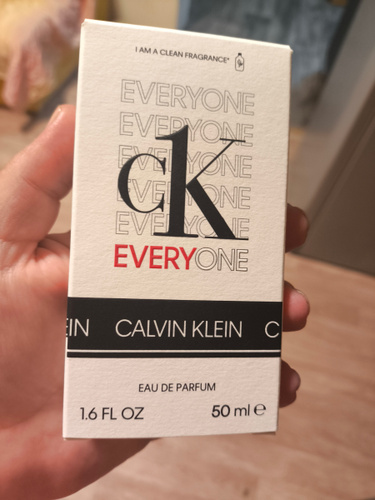 I AM A CLEAN FRAGRANCE*
EVERYONE
EVERYONE
EVERYONE
EVERYONE
EVERYONE
cK
EVERYONE
EIN CALVIN KLEIN C
EAU DE PARFUM
1.6 FL OZ 50 ml ℮